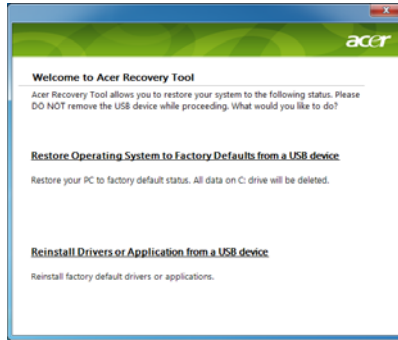 acer
Welcome to Acer Recovery Tool
Acer Recovery Tool allows you to restore your system to the following status. Please
DO NOT remove the USB device while proceeding. What would you like to do?
Restore Operating System to Factory Defaults from a USB device
Restore your PC to factory default status. All data on C: drive will be deleted.
Reinstall Drivers or Application from a USB device
Reinstall factory default drivers or applications.